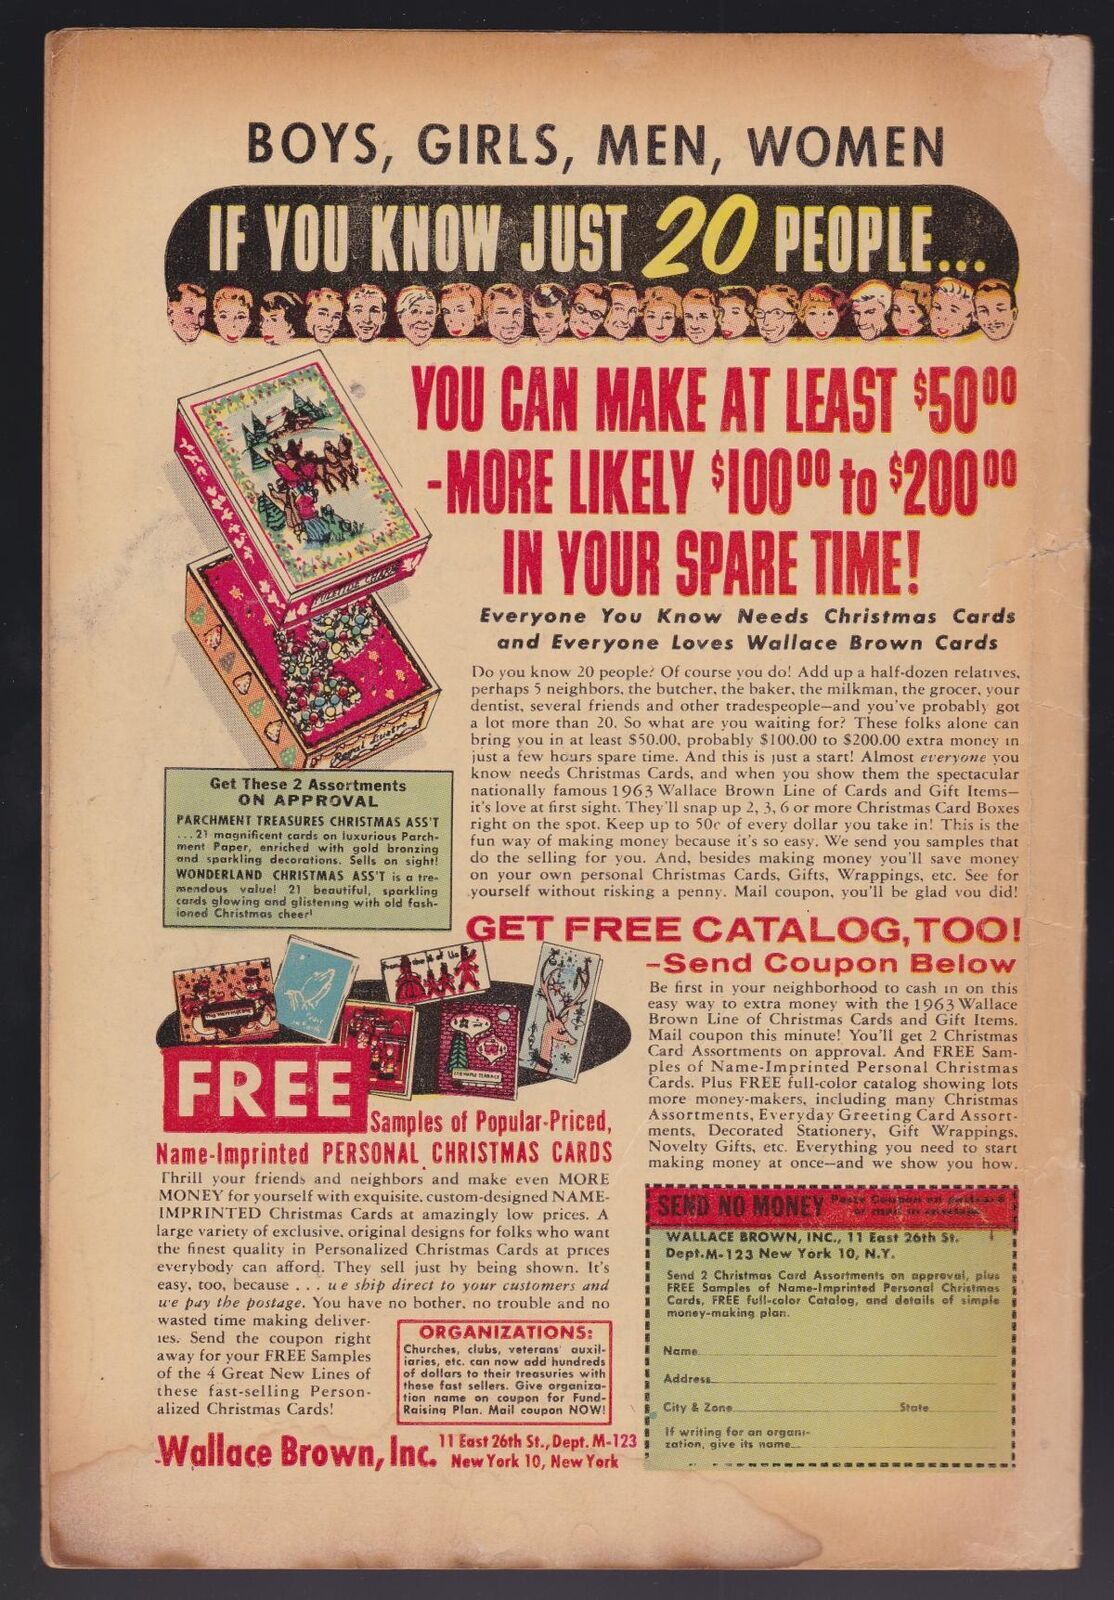 BOYS, GIRLS, MEN, WOMEN
IF YOU KNOW JUST 20 PEOPLE...
YOU CAN MAKE AT LEAST $50.00
-MORE LIKELY $100.00 to $200.00
IN YOUR SPARE TIME!
Everyone You Know Needs Christmas Cards
and Everyone Loves Wallace Brown Cards
Do you know 20 people? Of course you do! Add up a half-dozen relatives,
perhaps 5 neighbors, the butcher, the baker, the milkman, the grocer, your
dentist, several friends and other tradespeople—and you've probably got
a lot more than 20. So what are you waiting for? These folks alone can
bring you in at least $50.00, probably $100.00 to $200.00 extra money in
just a few hours spare time. And this is just a start! Almost everyone you
know needs Christmas Cards, and when you show them the spectacular
nationally famous 1963 Wallace Brown Line of Cards and Gift Items—
it's love at first sight. They'll snap up 2, 3, 6 or more Christmas Card Boxes
right on the spot. Keep up to 50c of every dollar you take in! This is the
fun way of making money because it's so easy. We send you samples that
do the selling for you. And, besides making money you'll save money
on your own personal Christmas Cards, Gifts, Wrappings, etc. See for
yourself without risking a penny. Mail coupon, you'll be glad you did!
YULETIDE CHARM
Royal Lustre
Get These 2 Assortments
ON APPROVAL
PARCHMENT TREASURES CHRISTMAS ASS'T
...21 magnificent cards on luxurious Parch-
ment Paper, enriched with gold bronzing
and sparkling decorations. Sells on sight!
WONDERLAND CHRISTMAS ASS'T is a tre-
mendous value! 21 beautiful, sparkling
cards glowing and glistening with old fash-
ioned Christmas cheer!
GET FREE CATALOG, TOO!
-Send Coupon Below
Be first in your neighborhood to cash in on this
easy way to extra money with the 1963 Wallace
Brown Line of Christmas Cards and Gift Items.
Mail coupon this minute! You'll get 2 Christmas
Card Assortments on approval. And FREE Sam-
ples of Name-Imprinted Personal Christmas
Cards. Plus FREE full-color catalog showing lots
more money-makers, including many Christmas
Assortments, Everyday Greeting Card Assort-
ments, Decorated Stationery, Gift Wrappings,
Novelty Gifts, etc. Everything you need to start
making money at once—and we show you how.
FREE
Samples of Popular-Priced,
Name-Imprinted PERSONAL CHRISTMAS CARDS
Thrill your friends and neighbors and make even MORE
MONEY for yourself with exquisite, custom-designed NAME-
IMPRINTED Christmas Cards at amazingly low prices. A
large variety of exclusive, original designs for folks who want
the finest quality in Personalized Christmas Cards at prices
everybody can afford. They sell just by being shown. It's
easy, too, because . . . we ship direct to your customers and
we pay the postage. You have no bother, no trouble and no
wasted time making deliver-
ies. Send the coupon right
away for your FREE Samples
of the 4 Great New Lines of
these fast-selling Person-
alized Christmas Cards!
ORGANIZATIONS:
Churches, clubs, veterans' auxil-
iaries, etc. can now add hundreds
of dollars to their treasuries with
these fast sellers. Give organiza-
tion name on coupon for Fund-
Raising Plan. Mail coupon NOW!
Wallace Brown, Inc. 11 East 26th St., Dept. M-123
New York 10, New York
SEND NO MONEY Paste Coupon on postcard
or mail in envelope
WALLACE BROWN, INC., 11 East 26th St.
Dept. M-123 New York 10, N.Y.
Send 2 Christmas Card Assortments on approval, plus
FREE Samples of Name-Imprinted Personal Christmas
Cards, FREE full-color Catalog, and details of simple
money-making plan.
Name
Address
City & Zone State
If writing for an organi-
zation, give its name